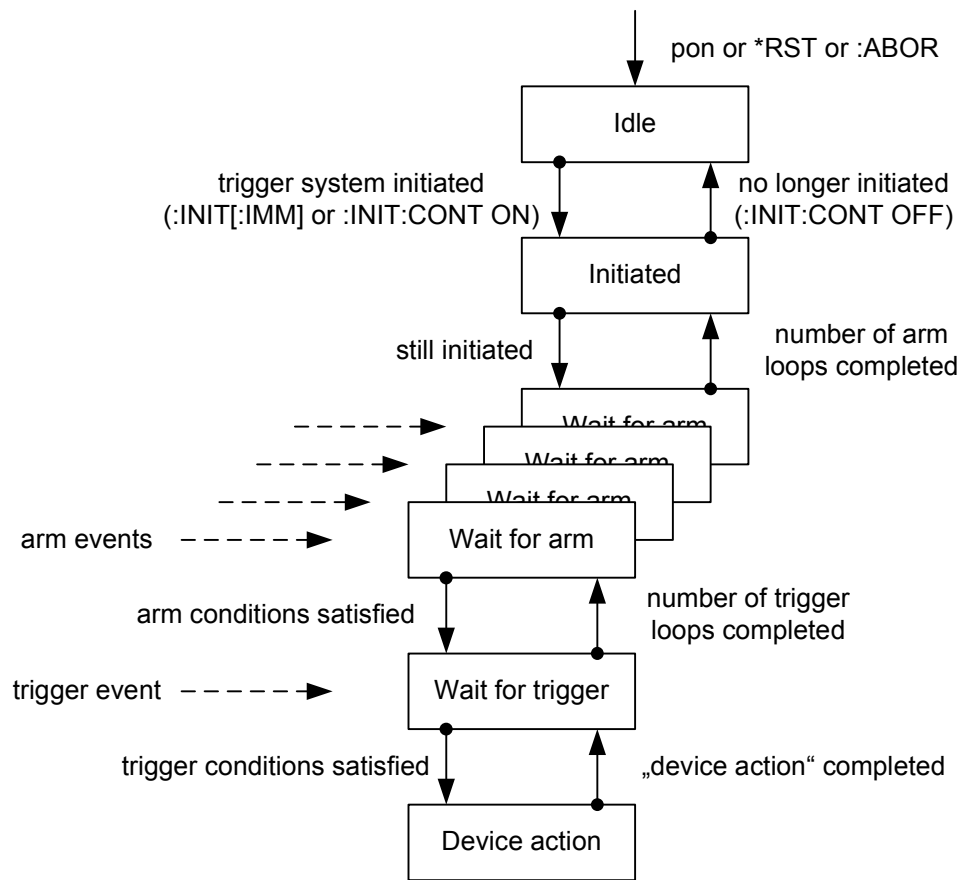 pon or *RST or :ABOR
Idle
trigger system initiated
(:INIT[:IMM] or :INIT:CONT ON)
no longer initiated
(:INIT:CONT OFF)
Initiated
still initiated
number of arm
loops completed
Wait for arm
Wait for arm
Wait for arm
arm events
Wait for arm
arm conditions satisfied
number of trigger
loops completed
trigger event
Wait for trigger
trigger conditions satisfied
„device action“ completed
Device action